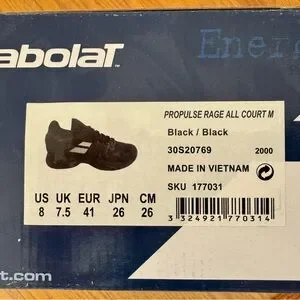 abolaT
Ener
PROPULSE RAGE ALL COURT M
Black / Black
30S20769 2000
MADE IN VIETNAM
SKU 177031
US UK EUR JPN CM
8 7.5 41 26 26
3 324921 770314
t.com